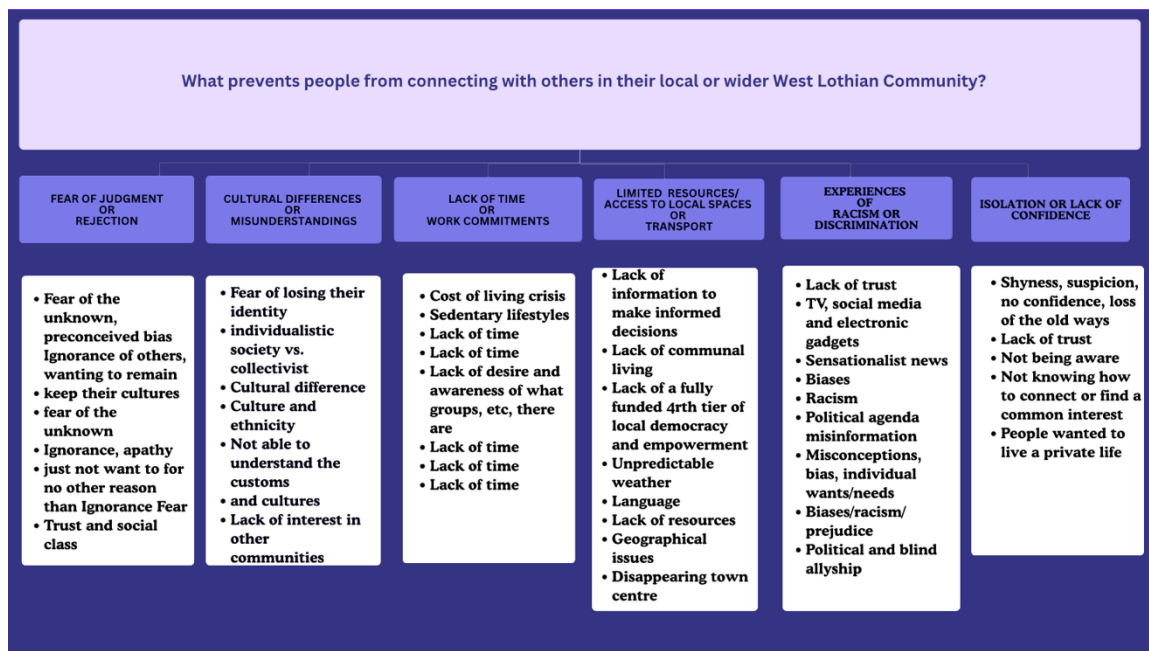 What prevents people from connecting with others in their local or wider West Lothian Community?
FEAR OF JUDGMENT
OR
REJECTION
• Fear of the
unknown,
preconceived bias
Ignorance of others,
wanting to remain
• keep their cultures
• fear of the
unknown
• Ignorance, apathy
• just not want to for
no other reason
than Ignorance Fear
• Trust and social
class
CULTURAL DIFFERENCES
OR
MISUNDERSTANDINGS
• Fear of losing their
identity
• individualistic
society vs.
collectivist
• Cultural difference
• Culture and
ethnicity
• Not able to
understand the
customs
• and cultures
• Lack of interest in
other
communities
LACK OF TIME
OR
WORK COMMITMENTS
• Cost of living crisis
• Sedentary lifestyles
• Lack of time
• Lack of time
• Lack of desire and
awareness of what
groups, etc, there
are
• Lack of time
• Lack of time
• Lack of time
LIMITED RESOURCES/
ACCESS TO LOCAL SPACES
OR
TRANSPORT
• Lack of
information to
make informed
decisions
• Lack of communal
living
• Lack of a fully
funded 4rth tier of
local democracy
and empowerment
• Unpredictable
weather
• Language
• Lack of resources
• Geographical
issues
• Disappearing town
centre
EXPERIENCES
OF
RACISM OR
DISCRIMINATION
• Lack of trust
• TV, social media
and electronic
gadgets
• Sensationalist news
• Biases
• Racism
• Political agenda
misinformation
• Misconceptions,
bias, individual
wants/needs
• Biases/racism/
prejudice
• Political and blind
allyship
ISOLATION OR LACK OF
CONFIDENCE
• Shyness, suspicion,
no confidence, loss
of the old ways
• Lack of trust
• Not being aware
• Not knowing how
to connect or find a
common interest
• People wanted to
live a private life